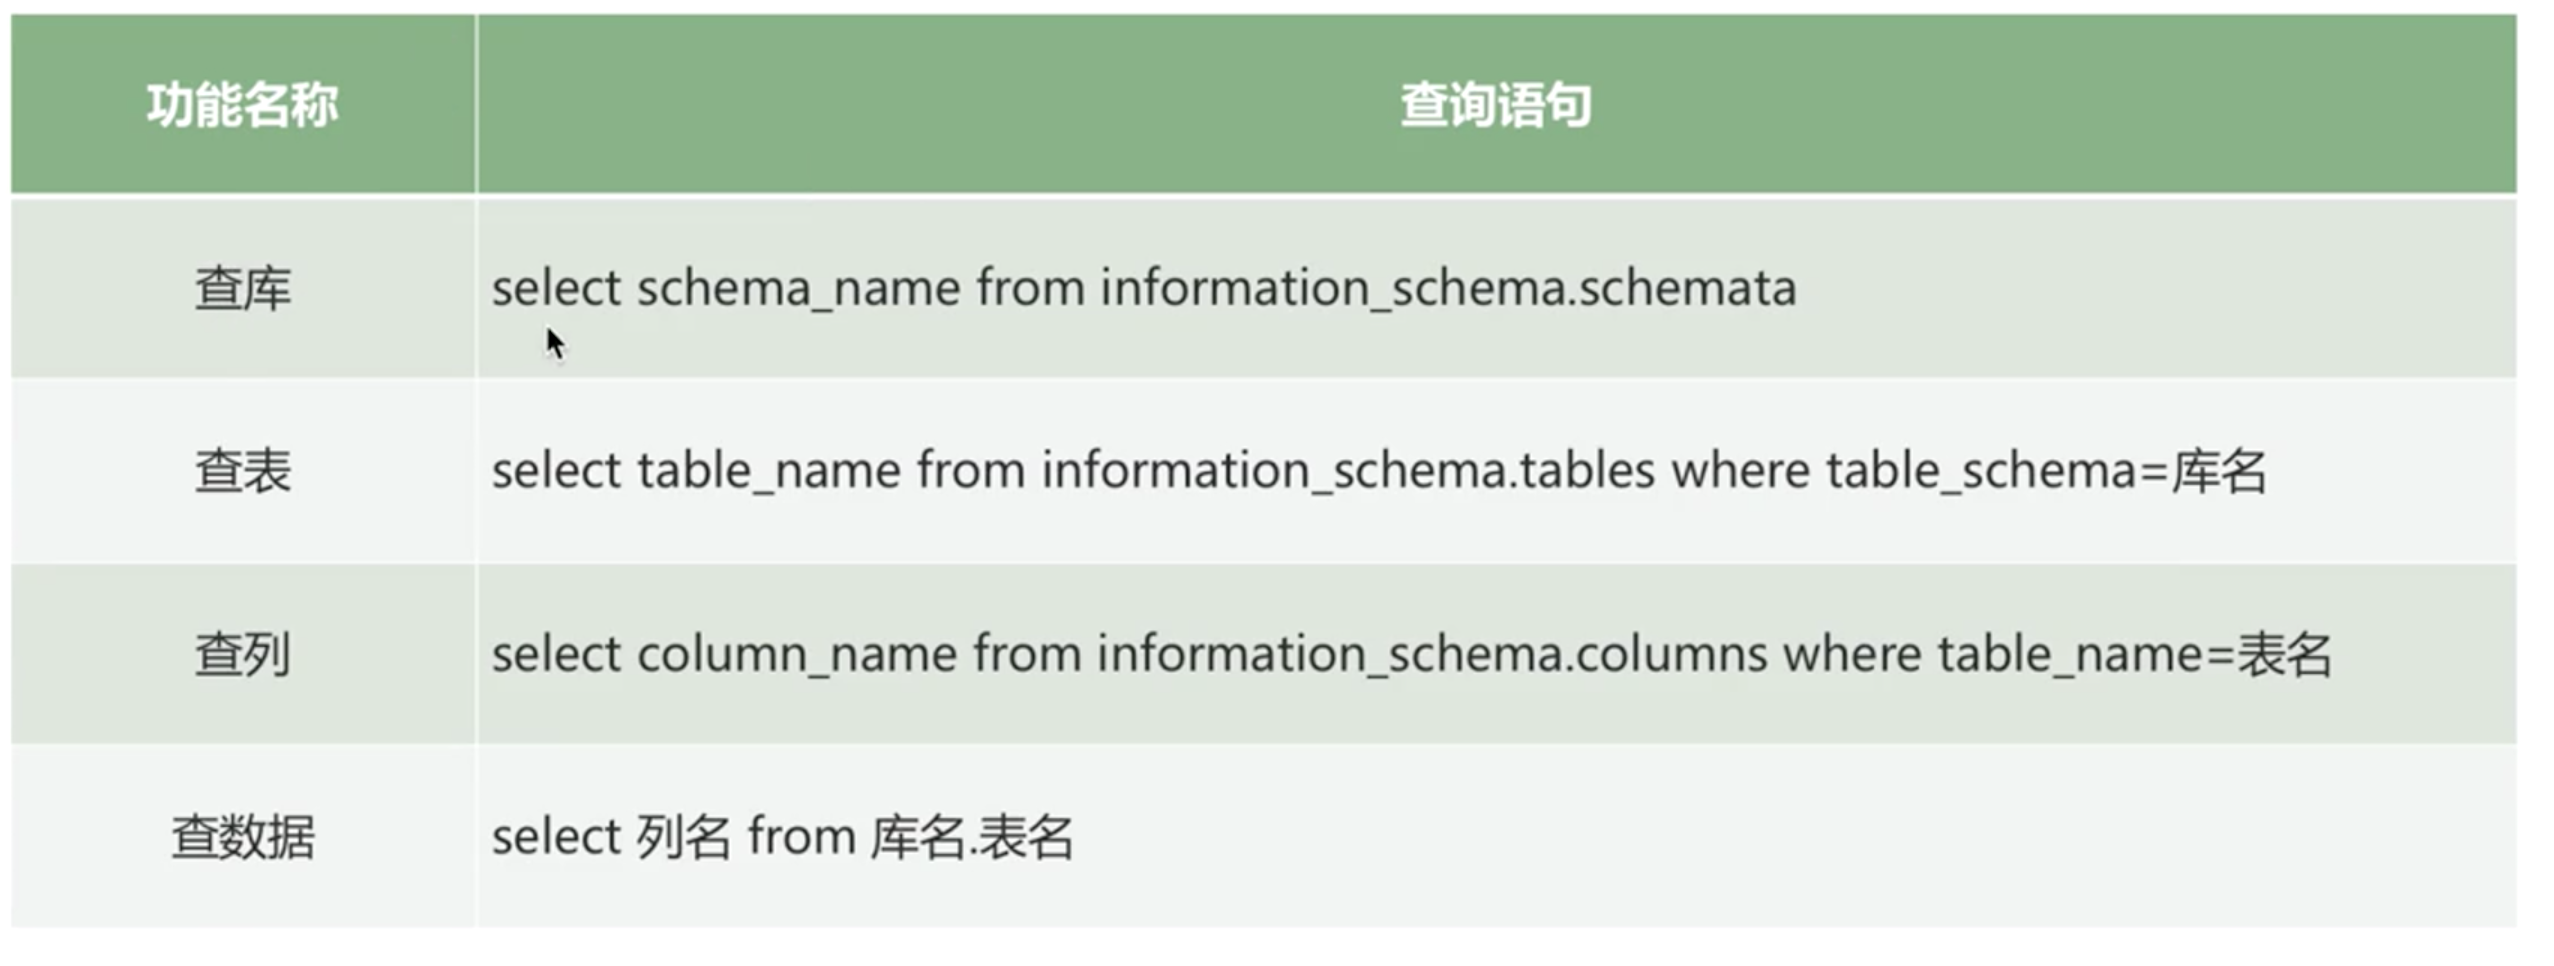 功能名称 查询语句
查库 select schema_name from information_schema.schemata
查表 select table_name from information_schema.tables where table_schema=库名
查列 select column_name from information_schema.columns where table_name=表名
查数据 select 列名 from 库名.表名